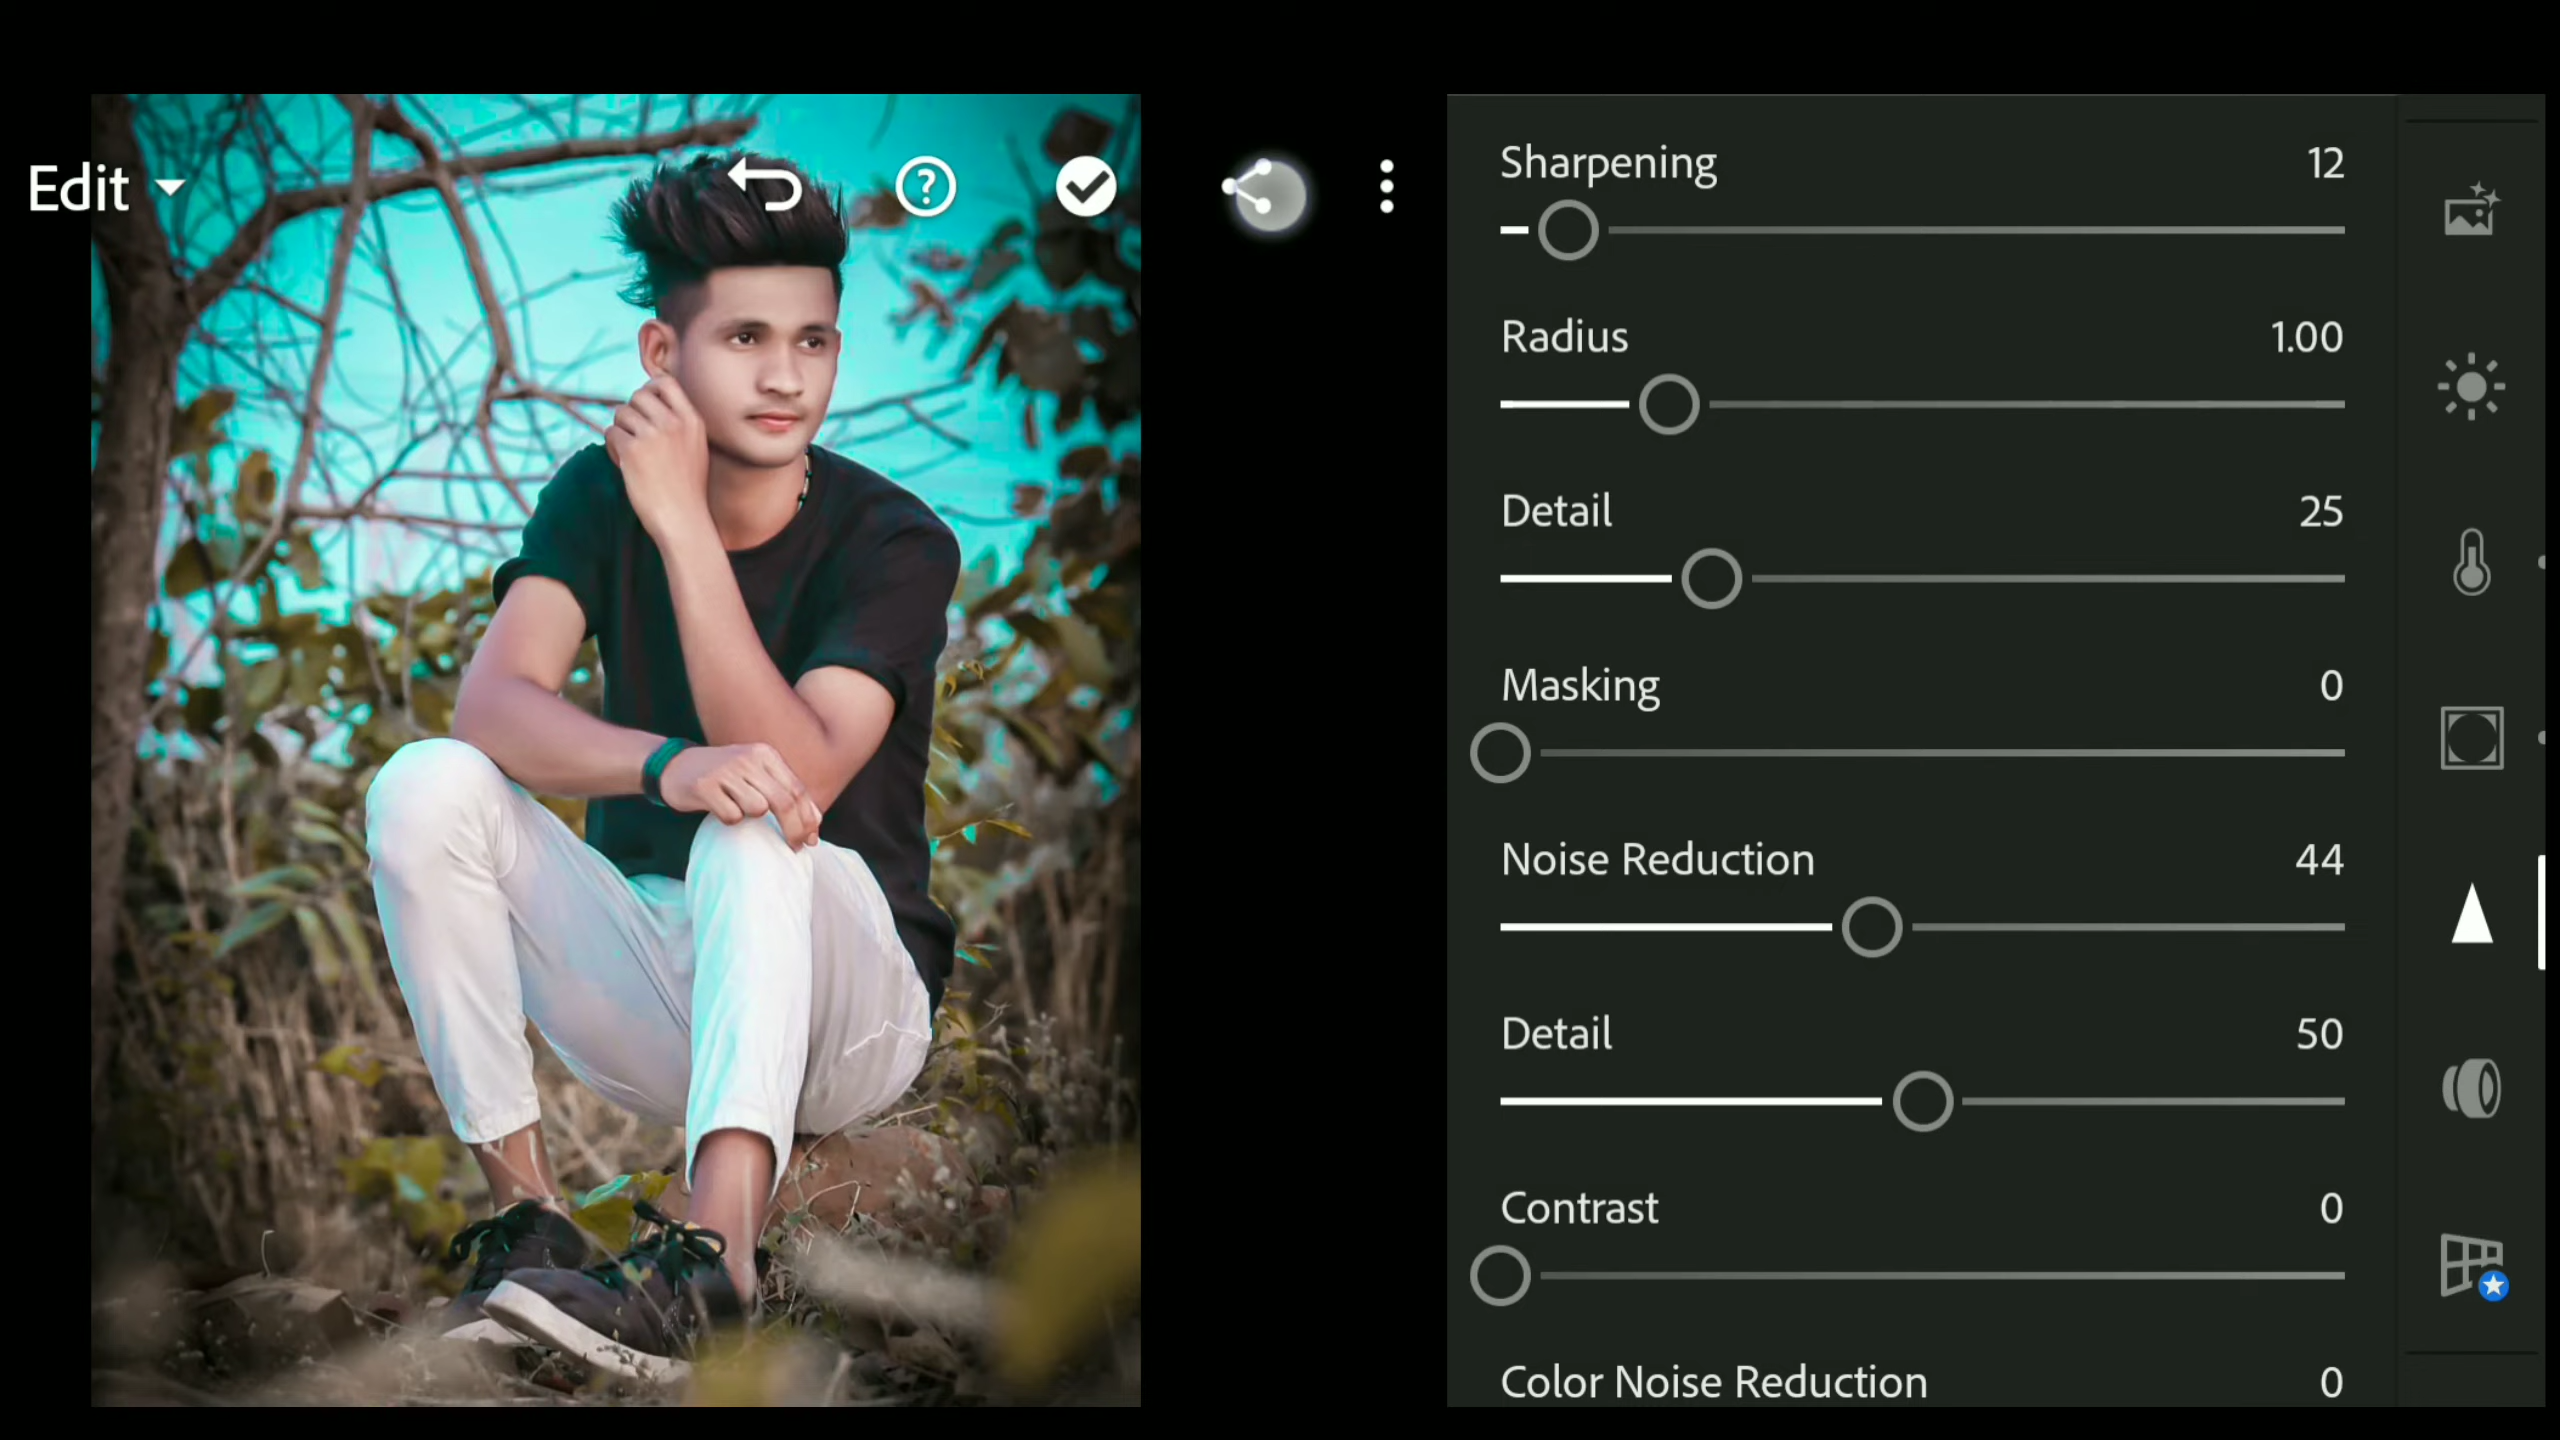 Edit
Sharpening 12
Radius 1.00
Detail 25
Masking 0
Noise Reduction 44
Detail 50
Contrast 0
Color Noise Reduction 0